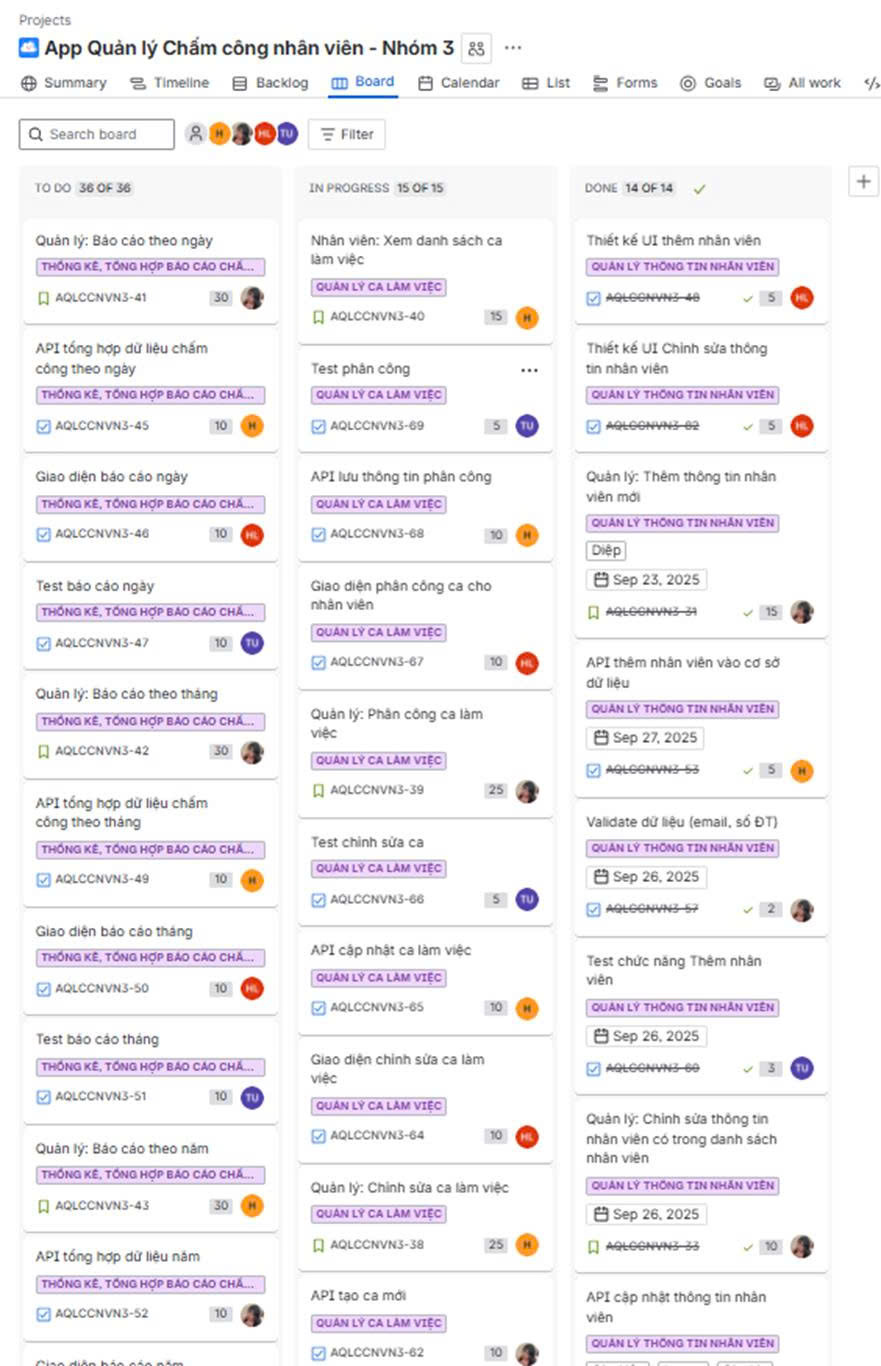 Projects
App Quản lý Chấm công nhân viên - Nhóm 3
Summary Timeline Backlog Board Calendar List Forms Goals All work
Search board H HL TU Filter
TO DO 36 OF 36
Quản lý: Báo cáo theo ngày
THỐNG KÊ, TỔNG HỢP BÁO CÁO CHẤ...
AQLCCNVN3-41 30
API tổng hợp dữ liệu chấm
công theo ngày
THỐNG KÊ, TỔNG HỢP BÁO CÁO CHẤ...
AQLCCNVN3-45 10 H
Giao diện báo cáo ngày
THỐNG KÊ, TỔNG HỢP BÁO CÁO CHẤ...
AQLCCNVN3-46 10 HL
Test báo cáo ngày
THỐNG KÊ, TỔNG HỢP BÁO CÁO CHẤ...
AQLCCNVN3-47 10 TU
Quản lý: Báo cáo theo tháng
THỐNG KÊ, TỔNG HỢP BÁO CÁO CHẤ...
AQLCCNVN3-42 30
API tổng hợp dữ liệu chấm
công theo tháng
THỐNG KÊ, TỔNG HỢP BÁO CÁO CHẤ...
AQLCCNVN3-49 10 H
Giao diện báo cáo tháng
THỐNG KÊ, TỔNG HỢP BÁO CÁO CHẤ...
AQLCCNVN3-50 10 HL
Test báo cáo tháng
THỐNG KÊ, TỔNG HỢP BÁO CÁO CHẤ...
AQLCCNVN3-51 10 TU
Quản lý: Báo cáo theo năm
THỐNG KÊ, TỔNG HỢP BÁO CÁO CHẤ...
AQLCCNVN3-43 30 H
API tổng hợp dữ liệu năm
THỐNG KÊ, TỔNG HỢP BÁO CÁO CHẤ...
AQLCCNVN3-52 10
Giao diện báo cáo năm
IN PROGRESS 15 OF 15
Nhân viên: Xem danh sách ca
làm việc
QUẢN LÝ CA LÀM VIỆC
AQLCCNVN3-40 15 H
Test phân công
QUẢN LÝ CA LÀM VIỆC
AQLCCNVN3-69 5 TU
API lưu thông tin phân công
QUẢN LÝ CA LÀM VIỆC
AQLCCNVN3-68 10 H
Giao diện phân công ca cho
nhân viên
QUẢN LÝ CA LÀM VIỆC
AQLCCNVN3-67 10 HL
Quản lý: Phân công ca làm
việc
QUẢN LÝ CA LÀM VIỆC
AQLCCNVN3-39 25
Test chỉnh sửa ca
QUẢN LÝ CA LÀM VIỆC
AQLCCNVN3-66 5 TU
API cập nhật ca làm việc
QUẢN LÝ CA LÀM VIỆC
AQLCCNVN3-65 10 H
Giao diện chỉnh sửa ca làm
việc
QUẢN LÝ CA LÀM VIỆC
AQLCCNVN3-64 10 HL
Quản lý: Chỉnh sửa ca làm việc
QUẢN LÝ CA LÀM VIỆC
AQLCCNVN3-38 25 H
API tạo ca mới
QUẢN LÝ CA LÀM VIỆC
AQLCCNVN3-62 10
DONE 14 OF 14
Thiết kế UI thêm nhân viên
QUẢN LÝ THÔNG TIN NHÂN VIÊN
AQLCCNVN3-48 5 HL
Thiết kế UI Chỉnh sửa thông
tin nhân viên
QUẢN LÝ THÔNG TIN NHÂN VIÊN
AQLCCNVN3-82 5 HL
Quản lý: Thêm thông tin nhân
viên mới
QUẢN LÝ THÔNG TIN NHÂN VIÊN
Diệp
Sep 23, 2025
AQLCCNVN3-31 15
API thêm nhân viên vào cơ sở
dữ liệu
QUẢN LÝ THÔNG TIN NHÂN VIÊN
Sep 27, 2025
AQLCCNVN3-53 5 H
Validate dữ liệu (email, số ĐT)
QUẢN LÝ THÔNG TIN NHÂN VIÊN
Sep 26, 2025
AQLCCNVN3-57 2
Test chức năng Thêm nhân
viên
QUẢN LÝ THÔNG TIN NHÂN VIÊN
Sep 26, 2025
AQLCCNVN3-60 3 TU
Quản lý: Chỉnh sửa thông tin
nhân viên có trong danh sách
nhân viên
QUẢN LÝ THÔNG TIN NHÂN VIÊN
Sep 26, 2025
AQLCCNVN3-33 10
API cập nhật thông tin nhân
viên
QUẢN LÝ THÔNG TIN NHÂN VIÊN